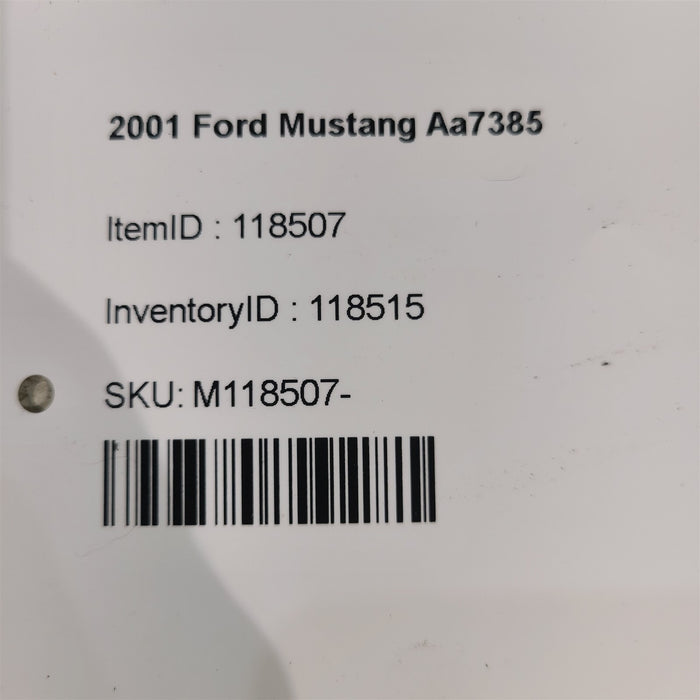 2001 Ford Mustang Aa7385
ItemID : 118507
InventoryID : 118515
SKU: M118507-